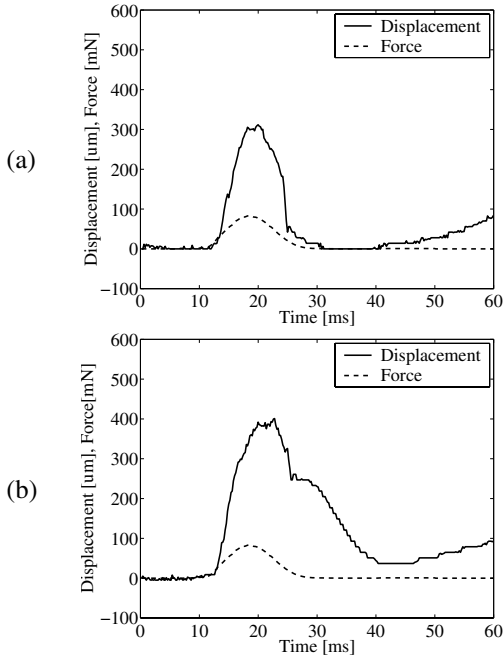 (a)
Displacement [um], Force [mN]
600
500
400
300
200
100
0
−100
Displacement
Force
0 10 20 30 40 50 60
Time [ms]
(b)
Displacement [um], Force[mN]
600
500
400
300
200
100
0
−100
Displacement
Force
0 10 20 30 40 50 60
Time [ms]